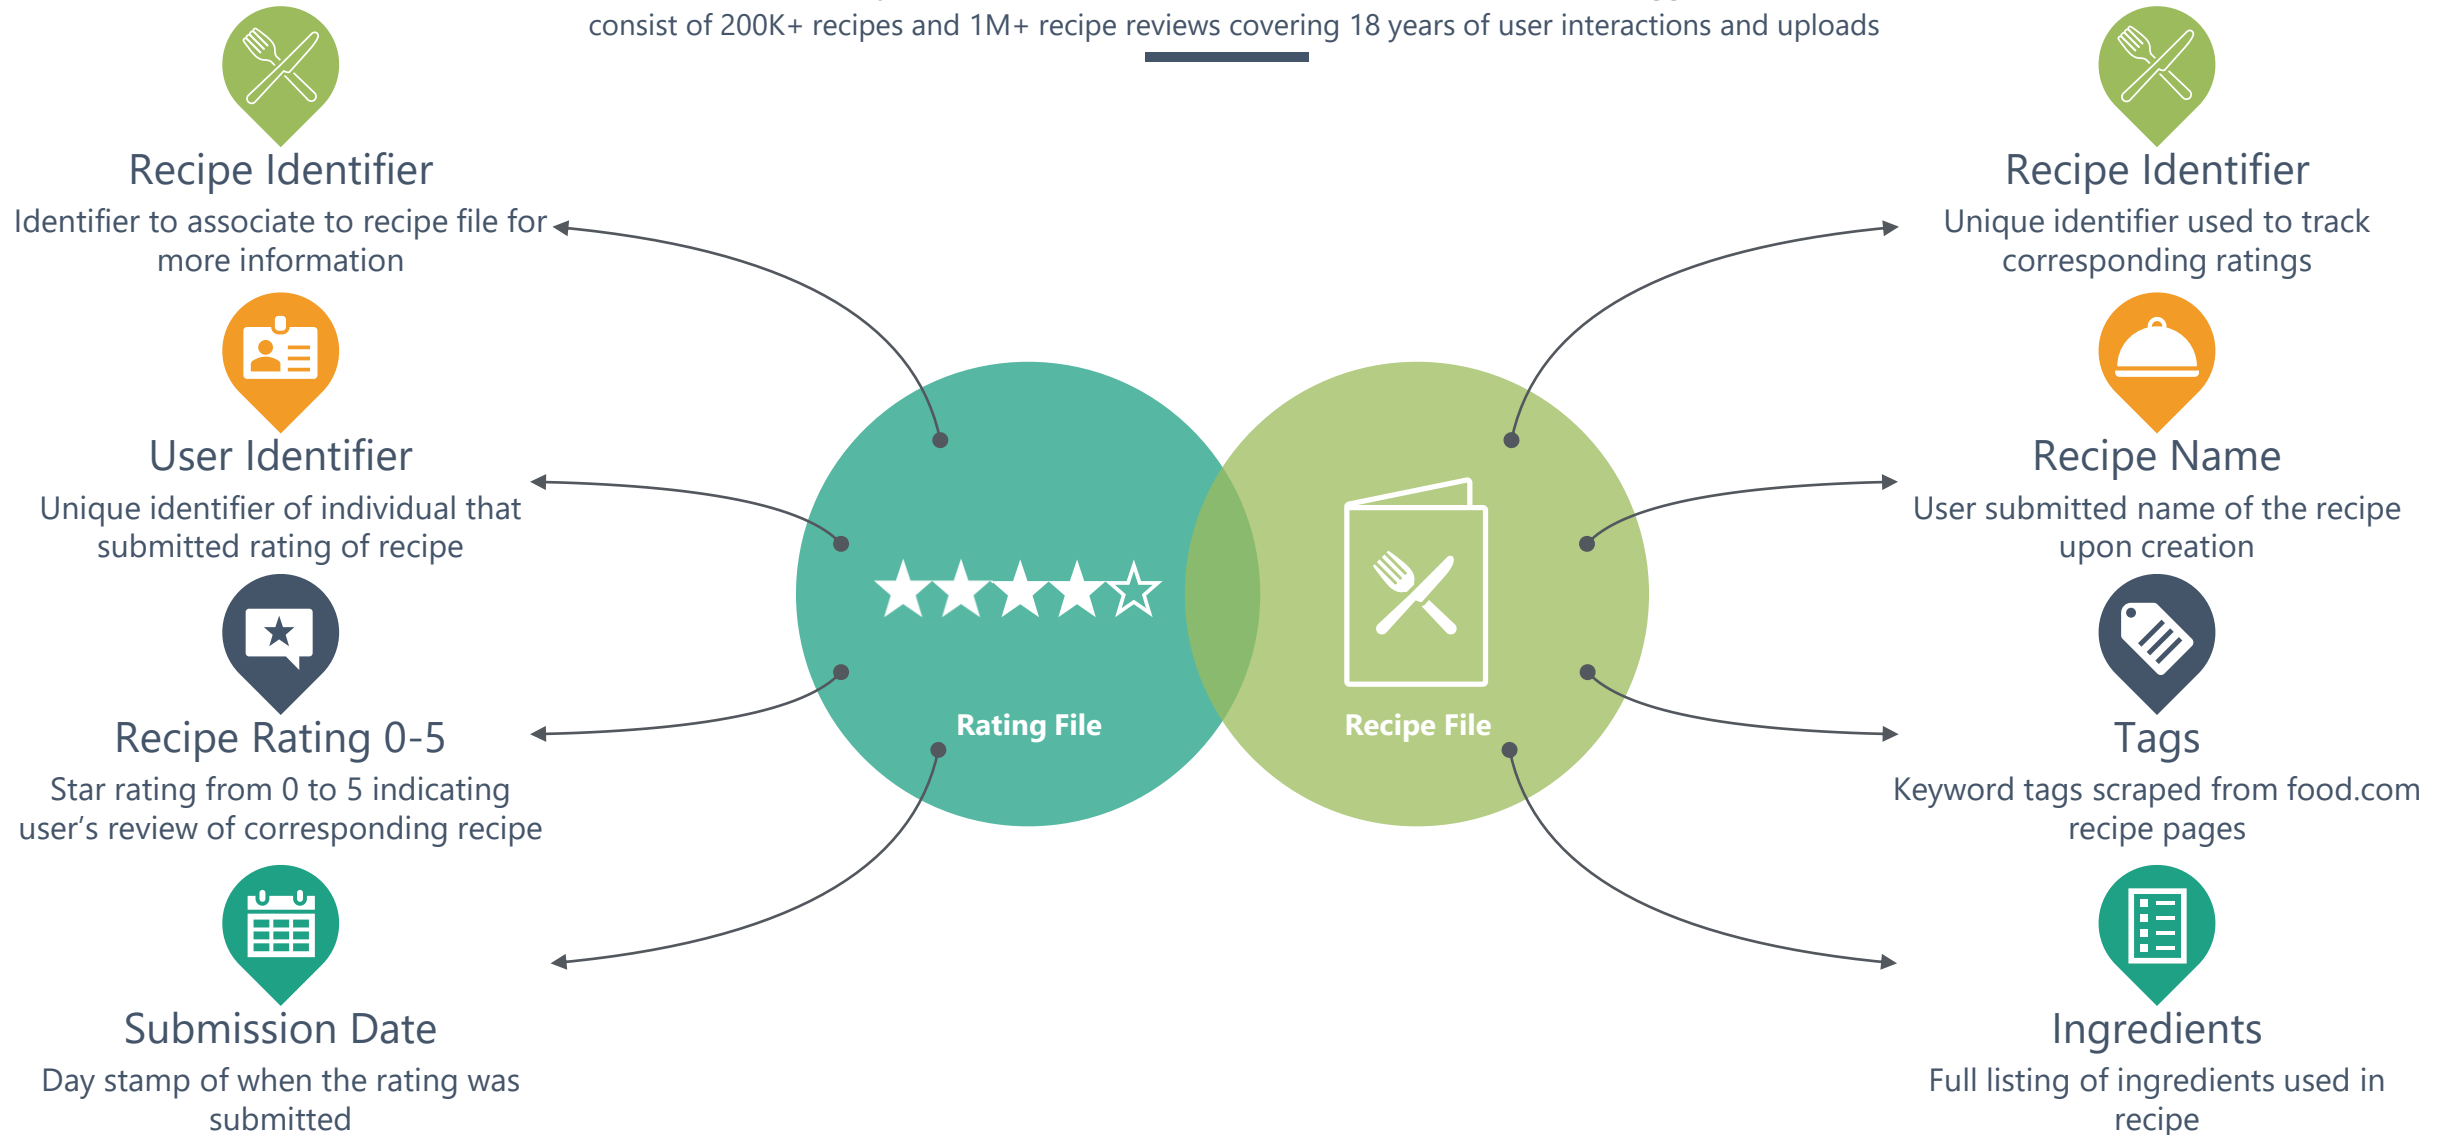 consist of 200K+ recipes and 1M+ recipe reviews covering 18 years of user interactions and uploads
Recipe Identifier
Identifier to associate to recipe file for
more information
User Identifier
Unique identifier of individual that
submitted rating of recipe
Recipe Rating 0-5
Star rating from 0 to 5 indicating
user’s review of corresponding recipe
Submission Date
Day stamp of when the rating was
submitted
Rating File
Recipe File
Recipe Identifier
Unique identifier used to track
corresponding ratings
Recipe Name
User submitted name of the recipe
upon creation
Tags
Keyword tags scraped from food.com
recipe pages
Ingredients
Full listing of ingredients used in
recipe